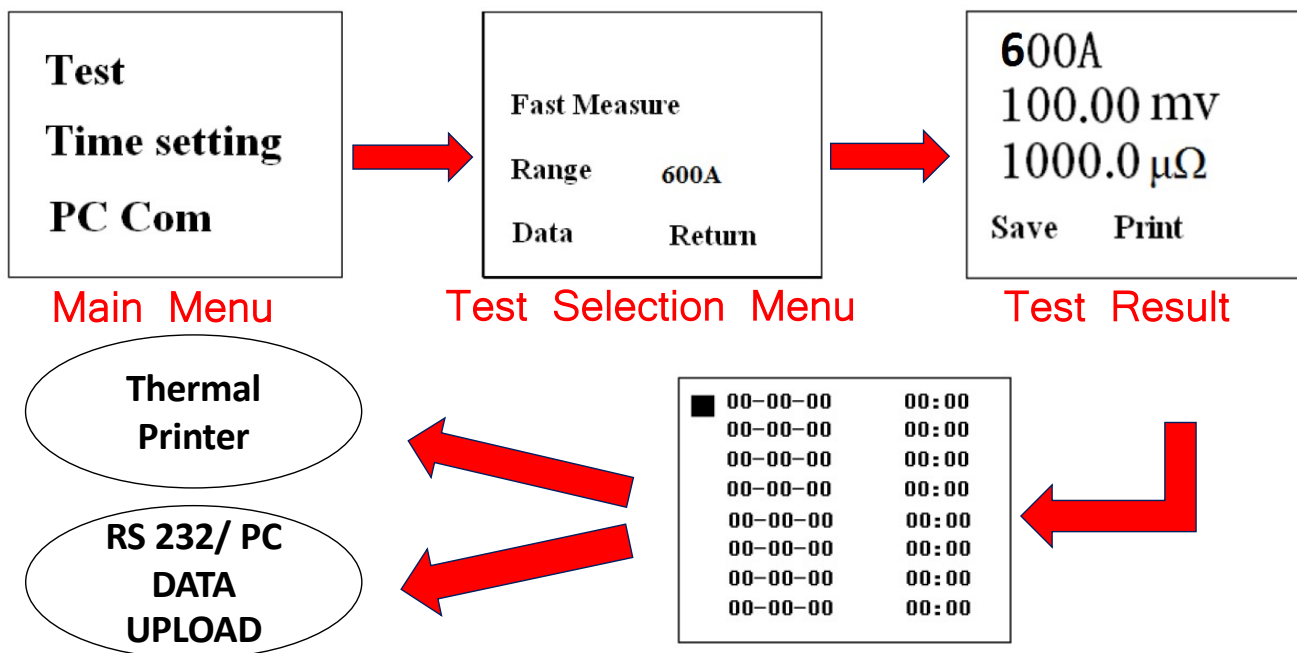 Test
Time setting
PC Com
Main Menu
Fast Measure
Range 600A
Data Return
Test Selection Menu
600A
100.00 mv
1000.0 μΩ
Save Print
Test Result
00-00-00 00:00
00-00-00 00:00
00-00-00 00:00
00-00-00 00:00
00-00-00 00:00
00-00-00 00:00
00-00-00 00:00
00-00-00 00:00
Thermal
Printer
RS 232/ PC
DATA
UPLOAD